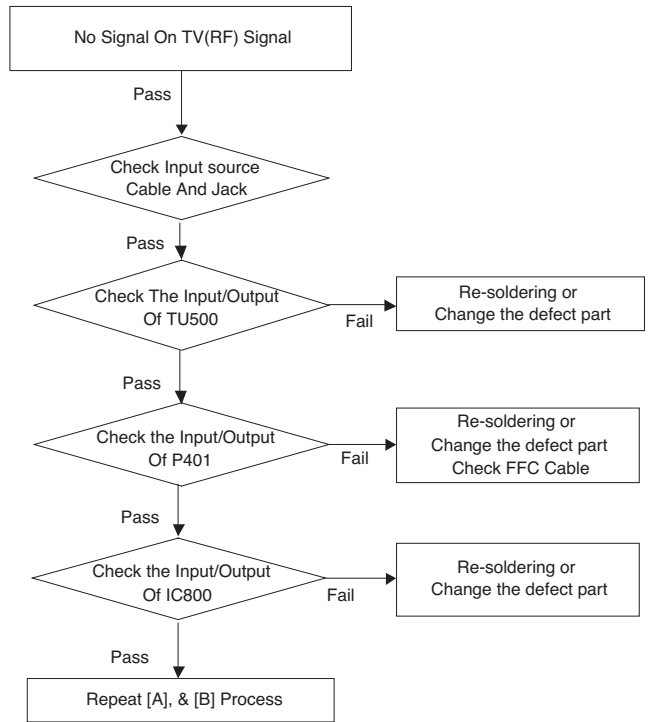 No Signal On TV(RF) Signal
Pass
Check Input source
Cable And Jack
Pass
Check The Input/Output
Of TU500
Fail
Re-soldering or
Change the defect part
Pass
Check the Input/Output
Of P401
Fail
Re-soldering or
Change the defect part
Check FFC Cable
Pass
Check the Input/Output
Of IC800
Fail
Re-soldering or
Change the defect part
Pass
Repeat [A], & [B] Process